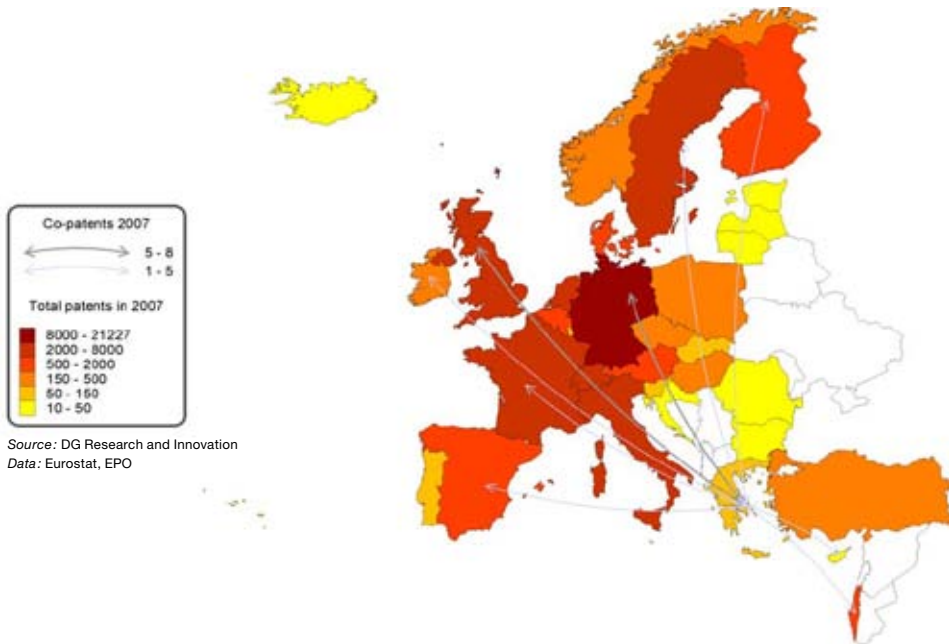 Co-patents 2007
5 - 8
1 - 5
Total patents in 2007
8000 - 21227
2000 - 8000
500 - 2000
150 - 500
50 - 150
10 - 50
Source: DG Research and Innovation
Data: Eurostat, EPO